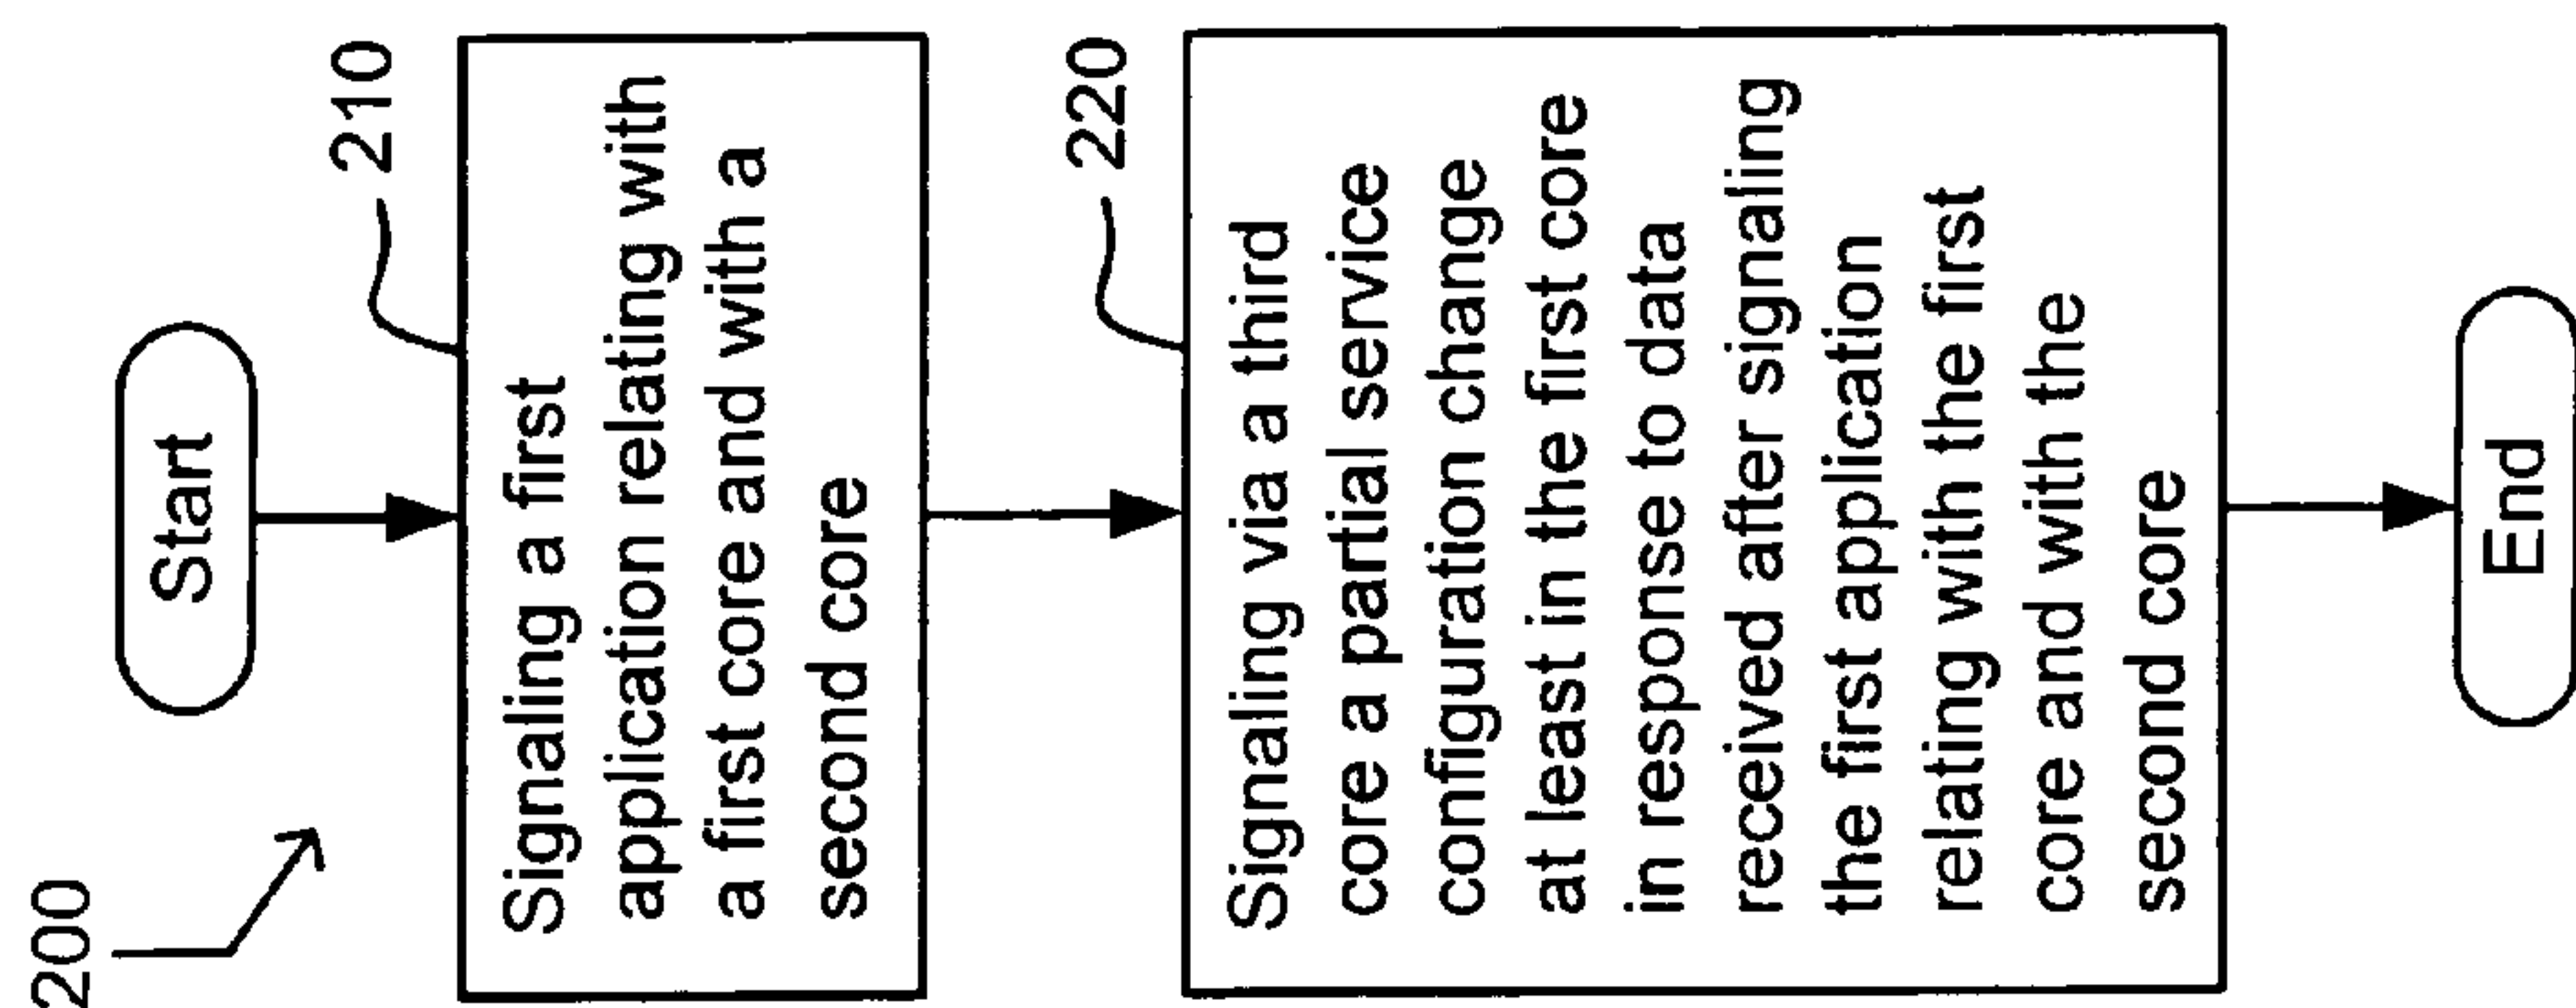 200
Start
210
Signaling a first
application relating with
a first core and with a
second core
220
Signaling via a third
core a partial service
configuration change
at least in the first core
in response to data
received after signaling
the first application
relating with the first
core and with the
second core
End